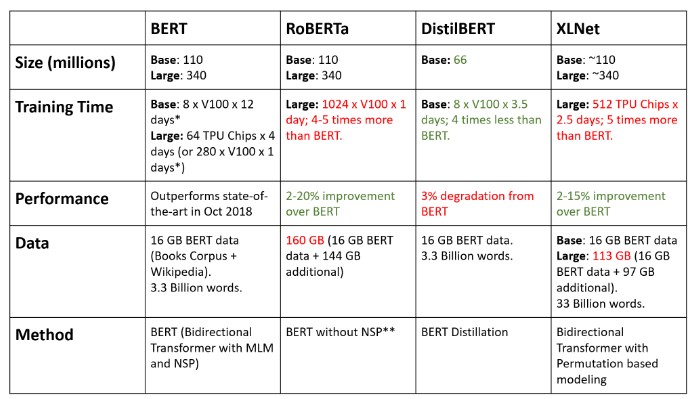 BERT RoBERTa DistilBERT XLNet
Size (millions)
Base: 110
Large: 340
Base: 110
Large: 340
Base: 66
Base: ~110
Large: ~340
Training Time
Base: 8 x V100 x 12
days*
Large: 64 TPU Chips x 4
days (or 280 x V100 x 1
days*)
Large: 1024 x V100 x 1
day; 4-5 times more
than BERT.
Base: 8 x V100 x 3.5
days; 4 times less than
BERT.
Large: 512 TPU Chips x
2.5 days; 5 times more
than BERT.
Performance
Outperforms state-of-
the-art in Oct 2018
2-20% improvement
over BERT
3% degradation from
BERT
2-15% improvement
over BERT
Data
16 GB BERT data
(Books Corpus +
Wikipedia).
3.3 Billion words.
160 GB (16 GB BERT
data + 144 GB
additional)
16 GB BERT data.
3.3 Billion words.
Base: 16 GB BERT data
Large: 113 GB (16 GB
BERT data + 97 GB
additional).
33 Billion words.
Method
BERT (Bidirectional
Transformer with MLM
and NSP)
BERT without NSP**
BERT Distillation
Bidirectional
Transformer with
Permutation based
modeling